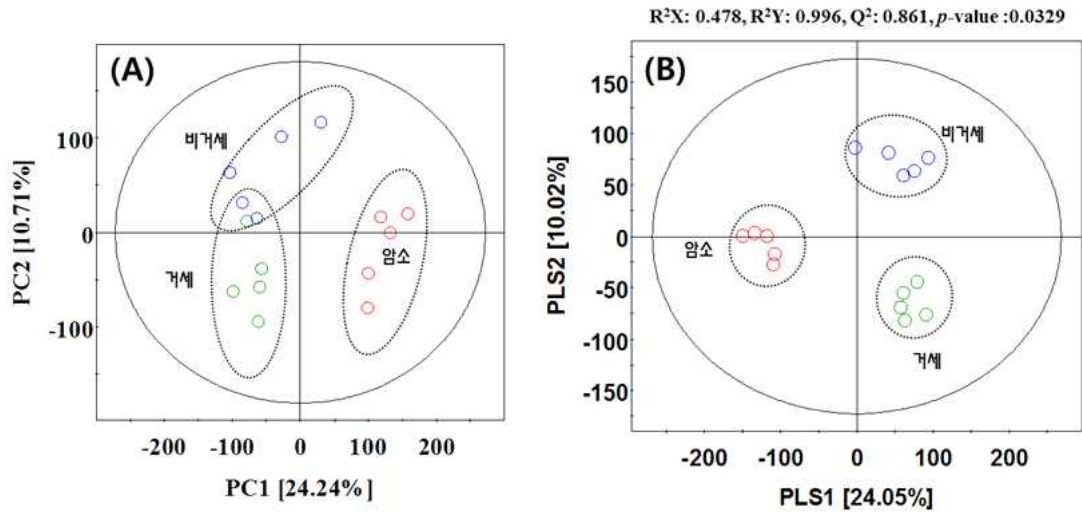 R²X: 0.478, R²Y: 0.996, Q²: 0.861, p-value :0.0329
(A)
비거세
거세
암소
100
0
-100
PC2 [10.71%]
-200 -100 0 100 200
PC1 [24.24%]
(B)
비거세
암소
거세
150
100
50
0
-50
-100
-150
PLS2 [10.02%]
-200 -100 0 100 200
PLS1 [24.05%]